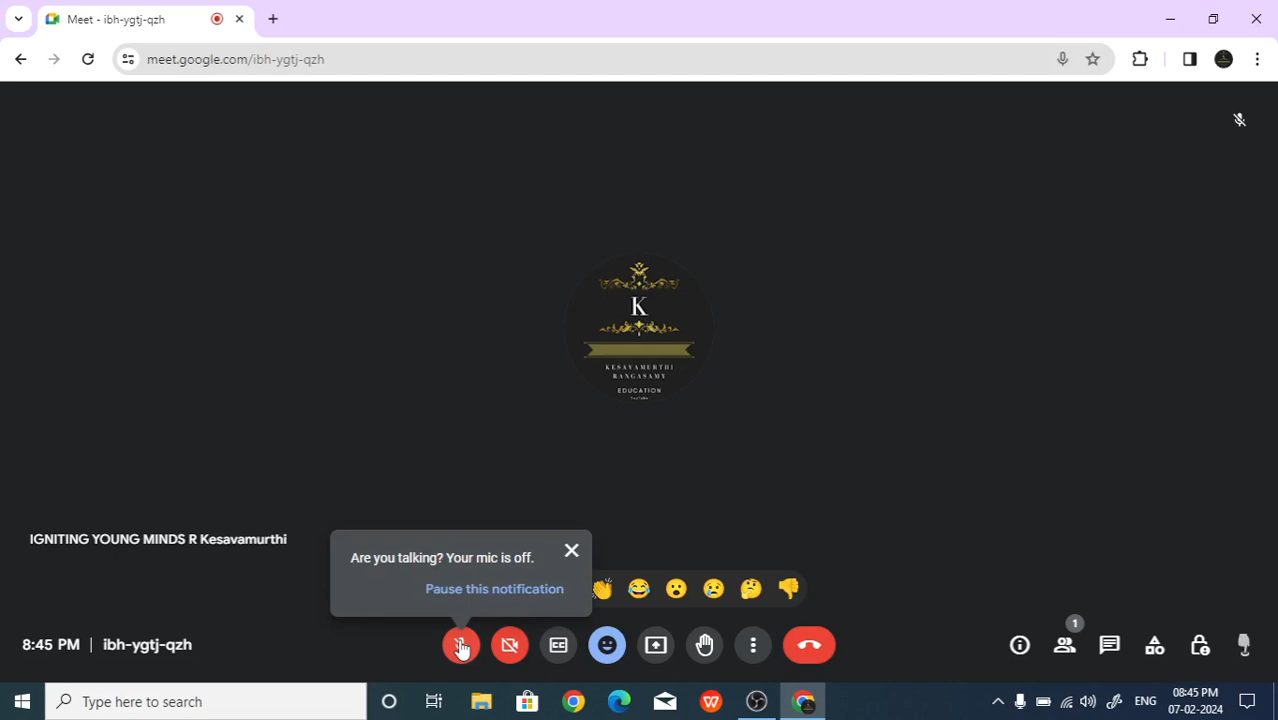 Meet - ibh-ygtj-qzh
meet.google.com/ibh-ygtj-qzh
K
KESAVAMURTHI
RANGASAMY
EDUCATION
IGNITING YOUNG MINDS R Kesavamurthi
Are you talking? Your mic is off.
Pause this notification
8:45 PM | ibh-ygtj-qzh
1
Type here to search
ENG
08:45 PM
07-02-2024